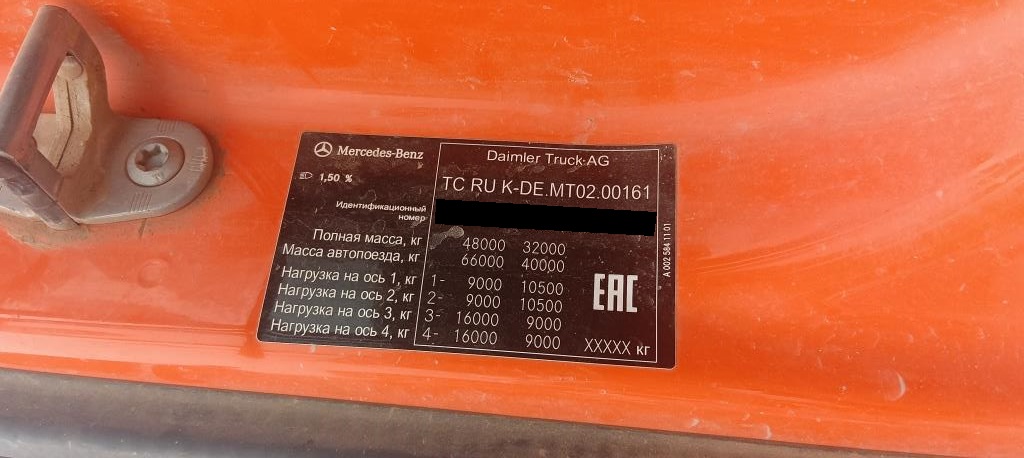 Mercedes-Benz
Daimler Truck AG
1,50 %
TC RU K-DE.MT02.00161
Идентификационный
номер
Полная масса, кг 48000 32000
Масса автопоезда, кг 66000 40000
Нагрузка на ось 1, кг 1- 9000 10500
Нагрузка на ось 2, кг 2- 9000 10500
Нагрузка на ось 3, кг 3- 16000 9000
Нагрузка на ось 4, кг 4- 16000 9000 XXXXX кг
EAC
A 002 584 11 01